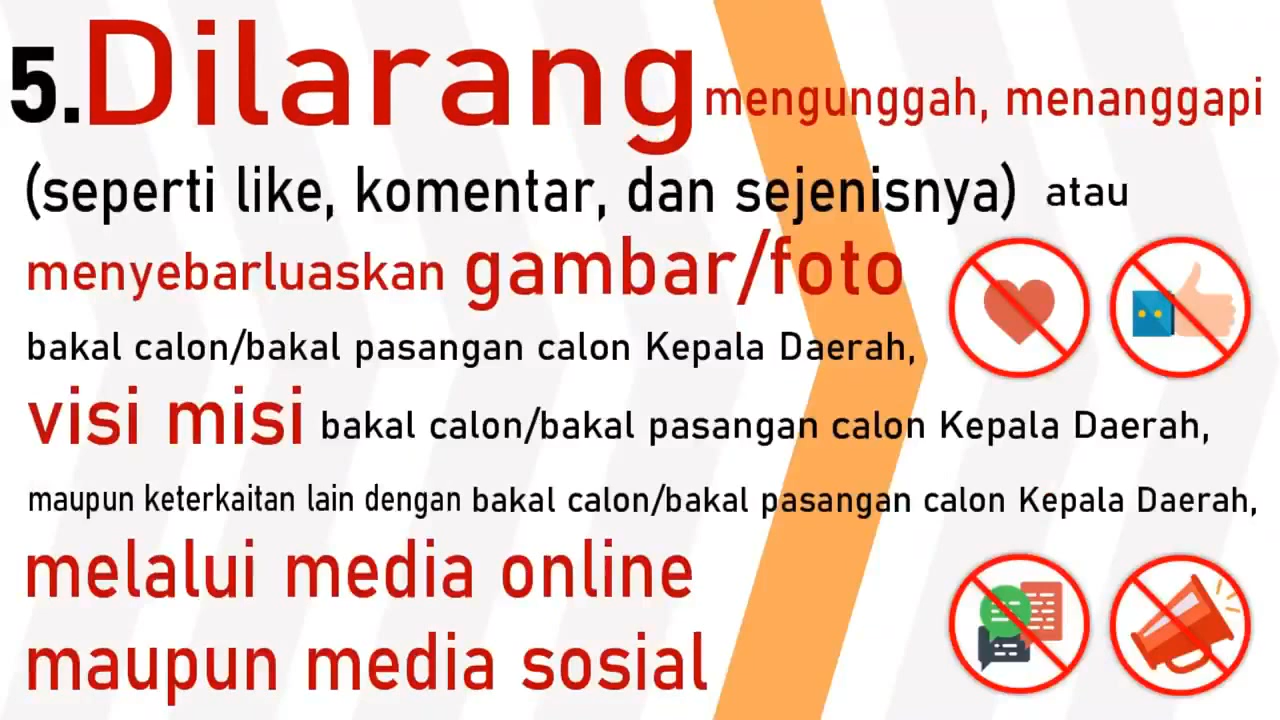 5.Dilarang mengunggah, menanggapi
(seperti like, komentar, dan sejenisnya) atau
menyebarluaskan gambar/foto
bakal calon/bakal pasangan calon Kepala Daerah,
visi misi bakal calon/bakal pasangan calon Kepala Daerah,
maupun keterkaitan lain dengan bakal calon/bakal pasangan calon Kepala Daerah,
melalui media online
maupun media sosial